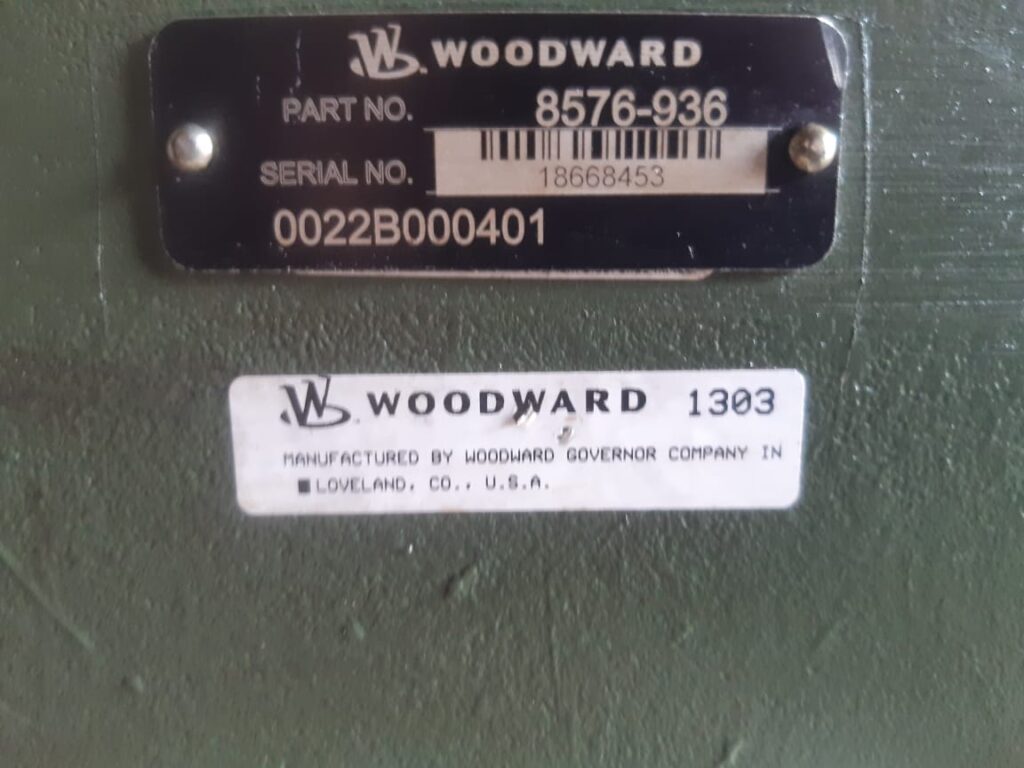 WOODWARD
PART NO. 8576-936
SERIAL NO. 18668453
0022B000401
WOODWARD 1303
MANUFACTURED BY WOODWARD GOVERNOR COMPANY IN
■LOVELAND, CO., U.S.A.